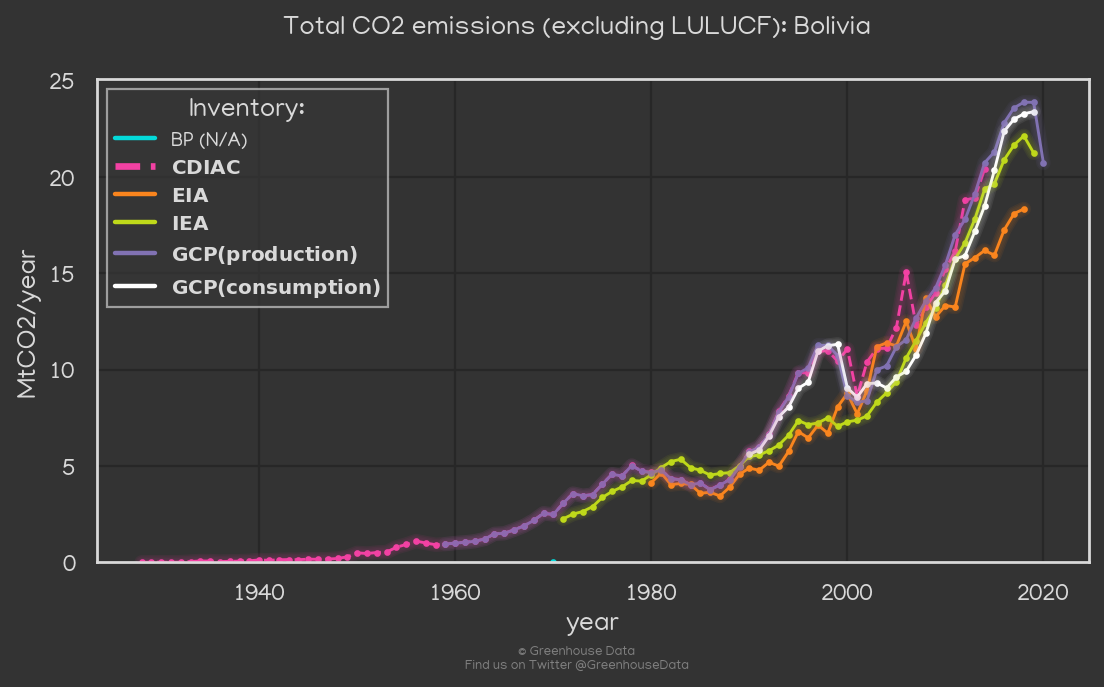 Total CO2 emissions (excluding LULUCF): Bolivia
25
20
15
10
5
0
MtCO2/year
Inventory:
BP (N/A)
CDIAC
EIA
IEA
GCP(production)
GCP(consumption)
1940 1960 1980 2000 2020
year
© Greenhouse Data
Find us on Twitter @GreenhouseData